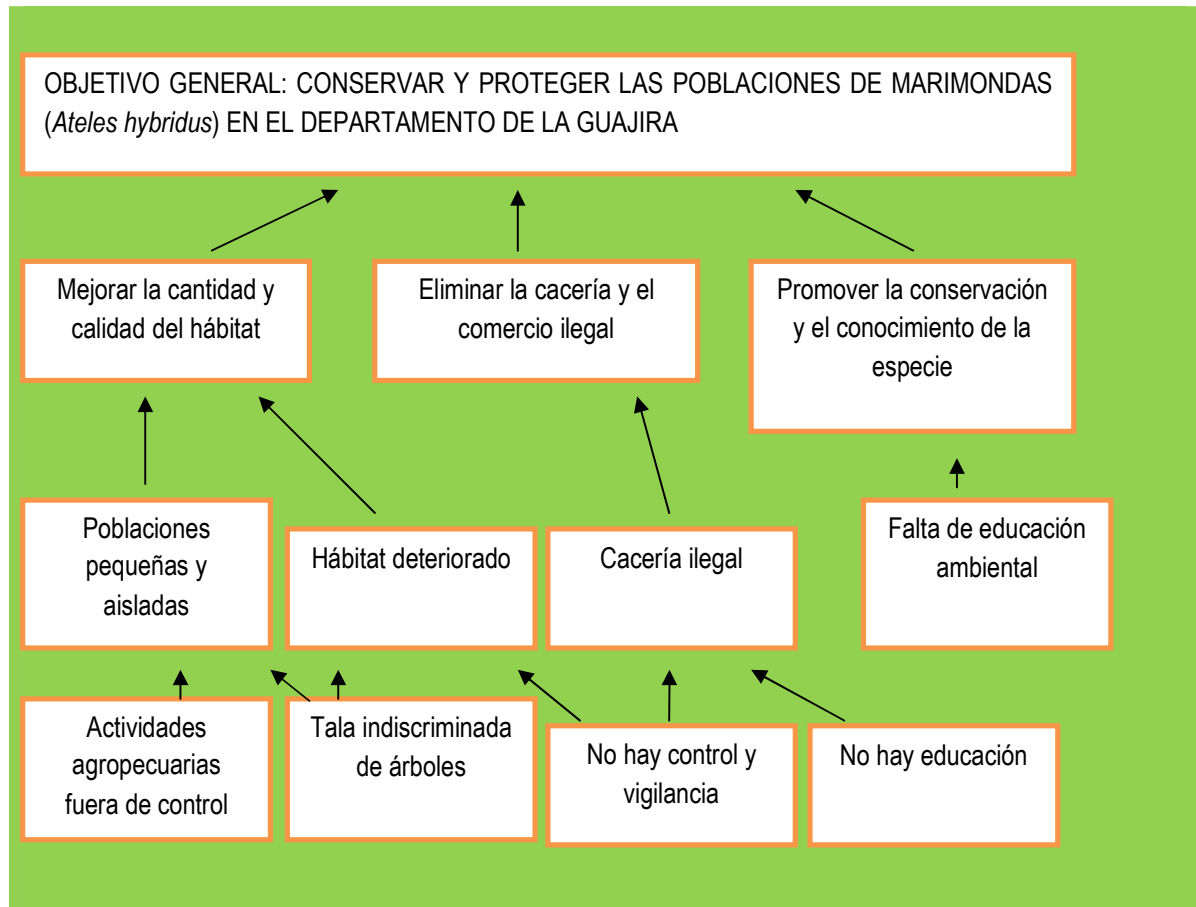 OBJETIVO GENERAL: CONSERVAR Y PROTEGER LAS POBLACIONES DE MARIMONDAS
(Ateles hybridus) EN EL DEPARTAMENTO DE LA GUAJIRA
Mejorar la cantidad y
calidad del hábitat
Eliminar la cacería y el
comercio ilegal
Promover la conservación
y el conocimiento de la
especie
Poblaciones
pequeñas y
aisladas
Hábitat deteriorado
Cacería ilegal
Falta de educación
ambiental
Actividades
agropecuarias
fuera de control
Tala indiscriminada
de árboles
No hay control y
vigilancia
No hay educación